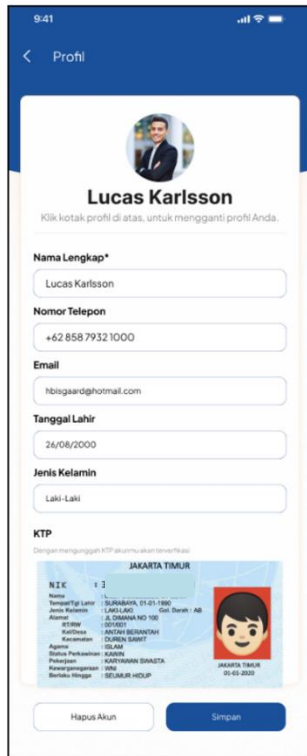 9:41
Profil
Lucas Karlsson
Klik kotak profil di atas, untuk mengganti profil Anda.
Nama Lengkap*
Lucas Karlsson
Nomor Telepon
+62 858 7932 1000
Email
hbisgaard@hotmail.com
Tanggal Lahir
26/08/2000
Jenis Kelamin
Laki-Laki
KTP
Dengan mengunggah KTP akunmu akan terverfikasi
JAKARTA TIMUR
NIK :
Nama :
Tempat/Tgl Lahir : SURABAYA, 01-01-1990
Jenis Kelamin : LAKI-LAKI Gol. Darah : AB
Alamat : JL DIMANA NO 100
RT/RW : 001/001
Kel/Desa : ANTAH BERANTAH
Kecamatan : DUREN SAWIT
Agama : ISLAM
Status Perkawinan : KAWIN
Pekerjaan : KARYAWAN SWASTA
Kewarganegaraan : WNI
Berlaku Hingga : SEUMUR HIDUP
JAKARTA TIMUR
01-01-2020
Hapus Akun
Simpan